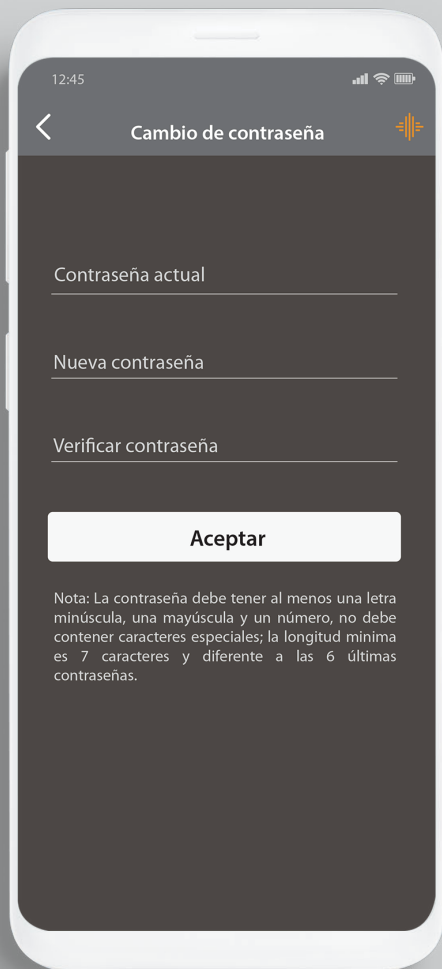 12:45
Cambio de contraseña
Contraseña actual
Nueva contraseña
Verificar contraseña
Aceptar
Nota: La contraseña debe tener al menos una letra
minúscula, una mayúscula y un número, no debe
contener caracteres especiales; la longitud minima
es 7 caracteres y diferente a las 6 últimas
contraseñas.